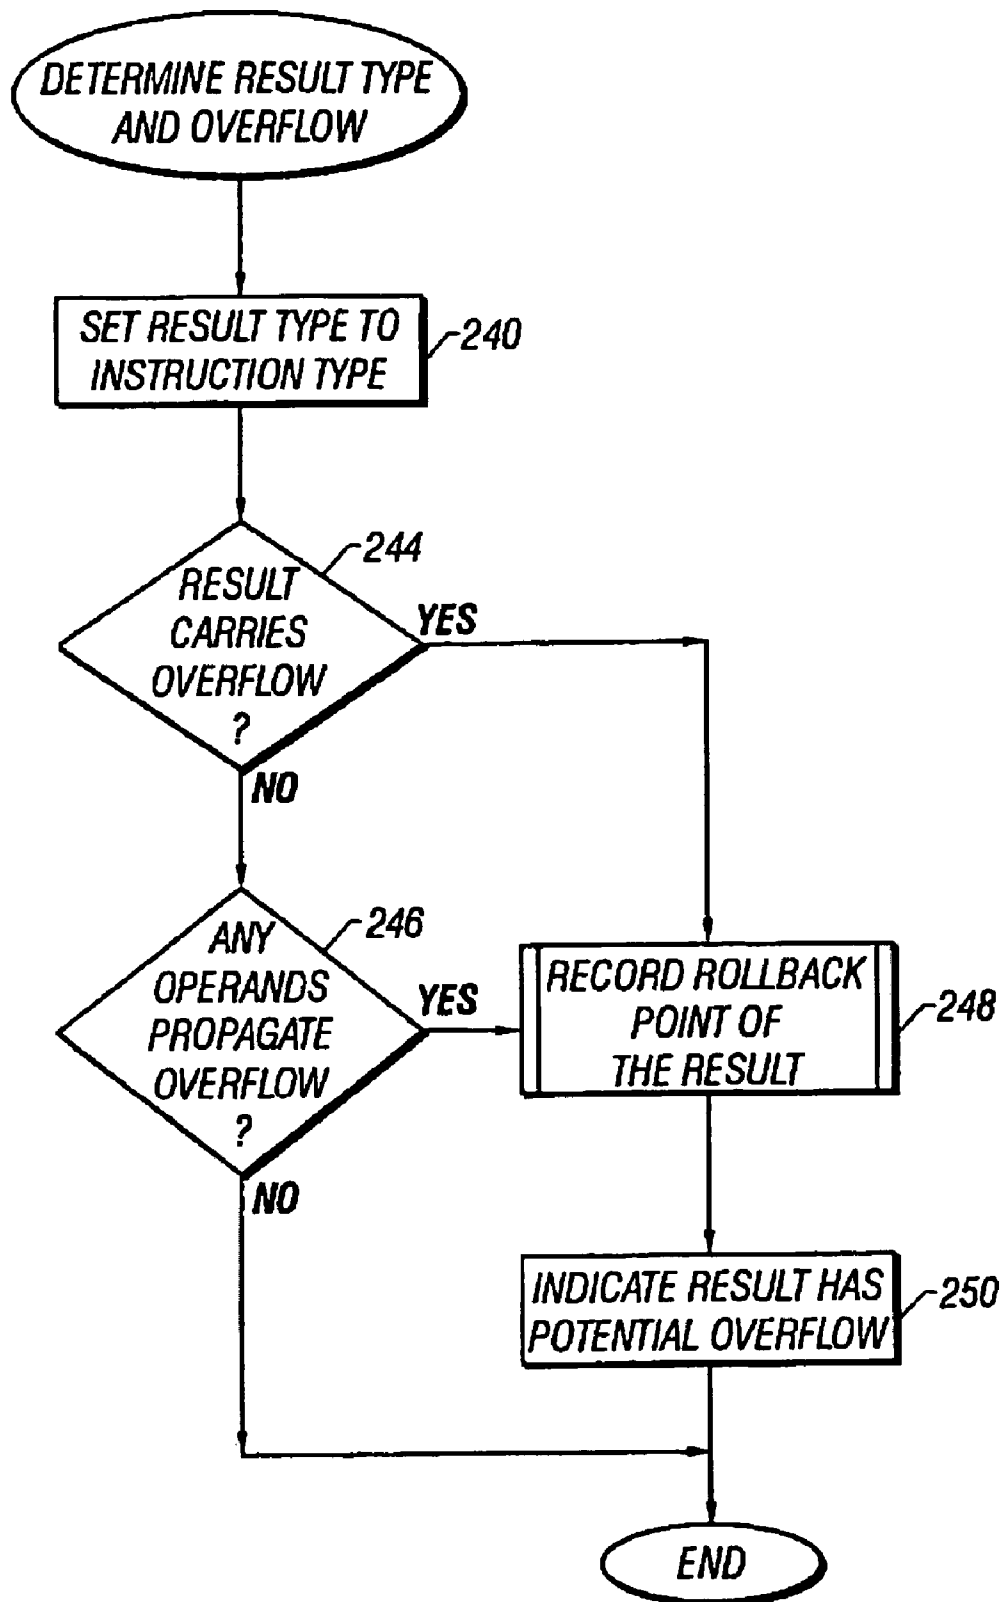 DETERMINE RESULT TYPE
AND OVERFLOW
SET RESULT TYPE TO
INSTRUCTION TYPE
240
244
RESULT
CARRIES
OVERFLOW
?
YES
NO
246
ANY
OPERANDS
PROPAGATE
OVERFLOW
?
YES
NO
RECORD ROLLBACK
POINT OF
THE RESULT
248
INDICATE RESULT HAS
POTENTIAL OVERFLOW
250
END